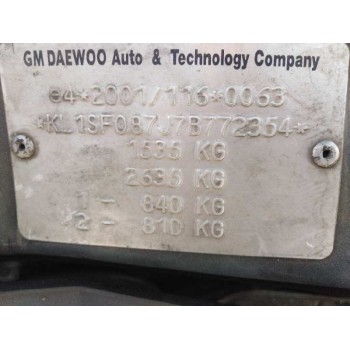 GM DAEWOO Auto & Technology Company
e4*2001/116*0063
*KL1SF087J7B772354*
1535 KG
2635 KG
1 - 840 KG
2 - 810 KG